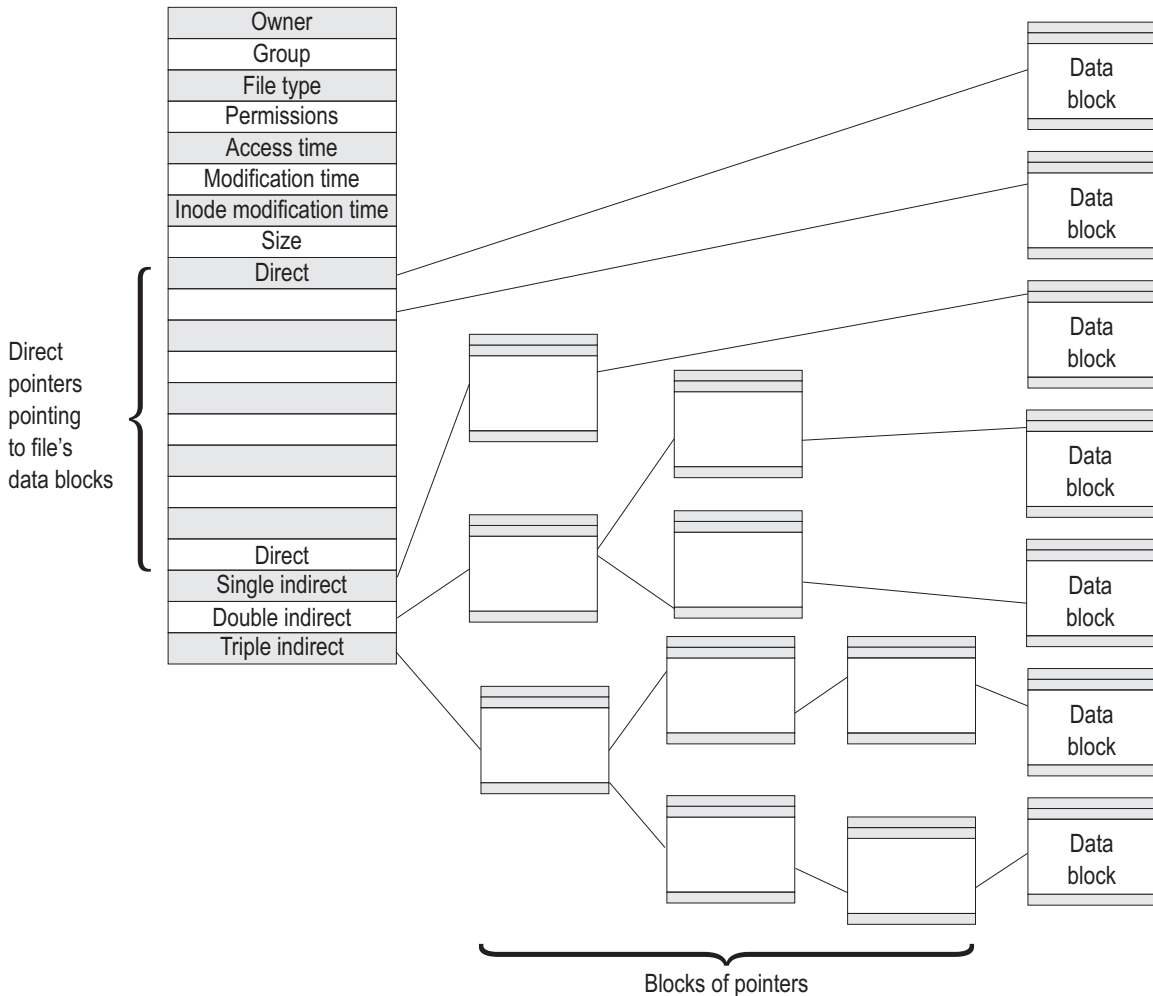 Owner
Group
File type
Permissions
Access time
Modification time
Inode modification time
Size
Direct
Direct
Single indirect
Double indirect
Triple indirect
Direct
pointers
pointing
to file's
data blocks
Data
block
Data
block
Data
block
Data
block
Data
block
Data
block
Data
block
Blocks of pointers